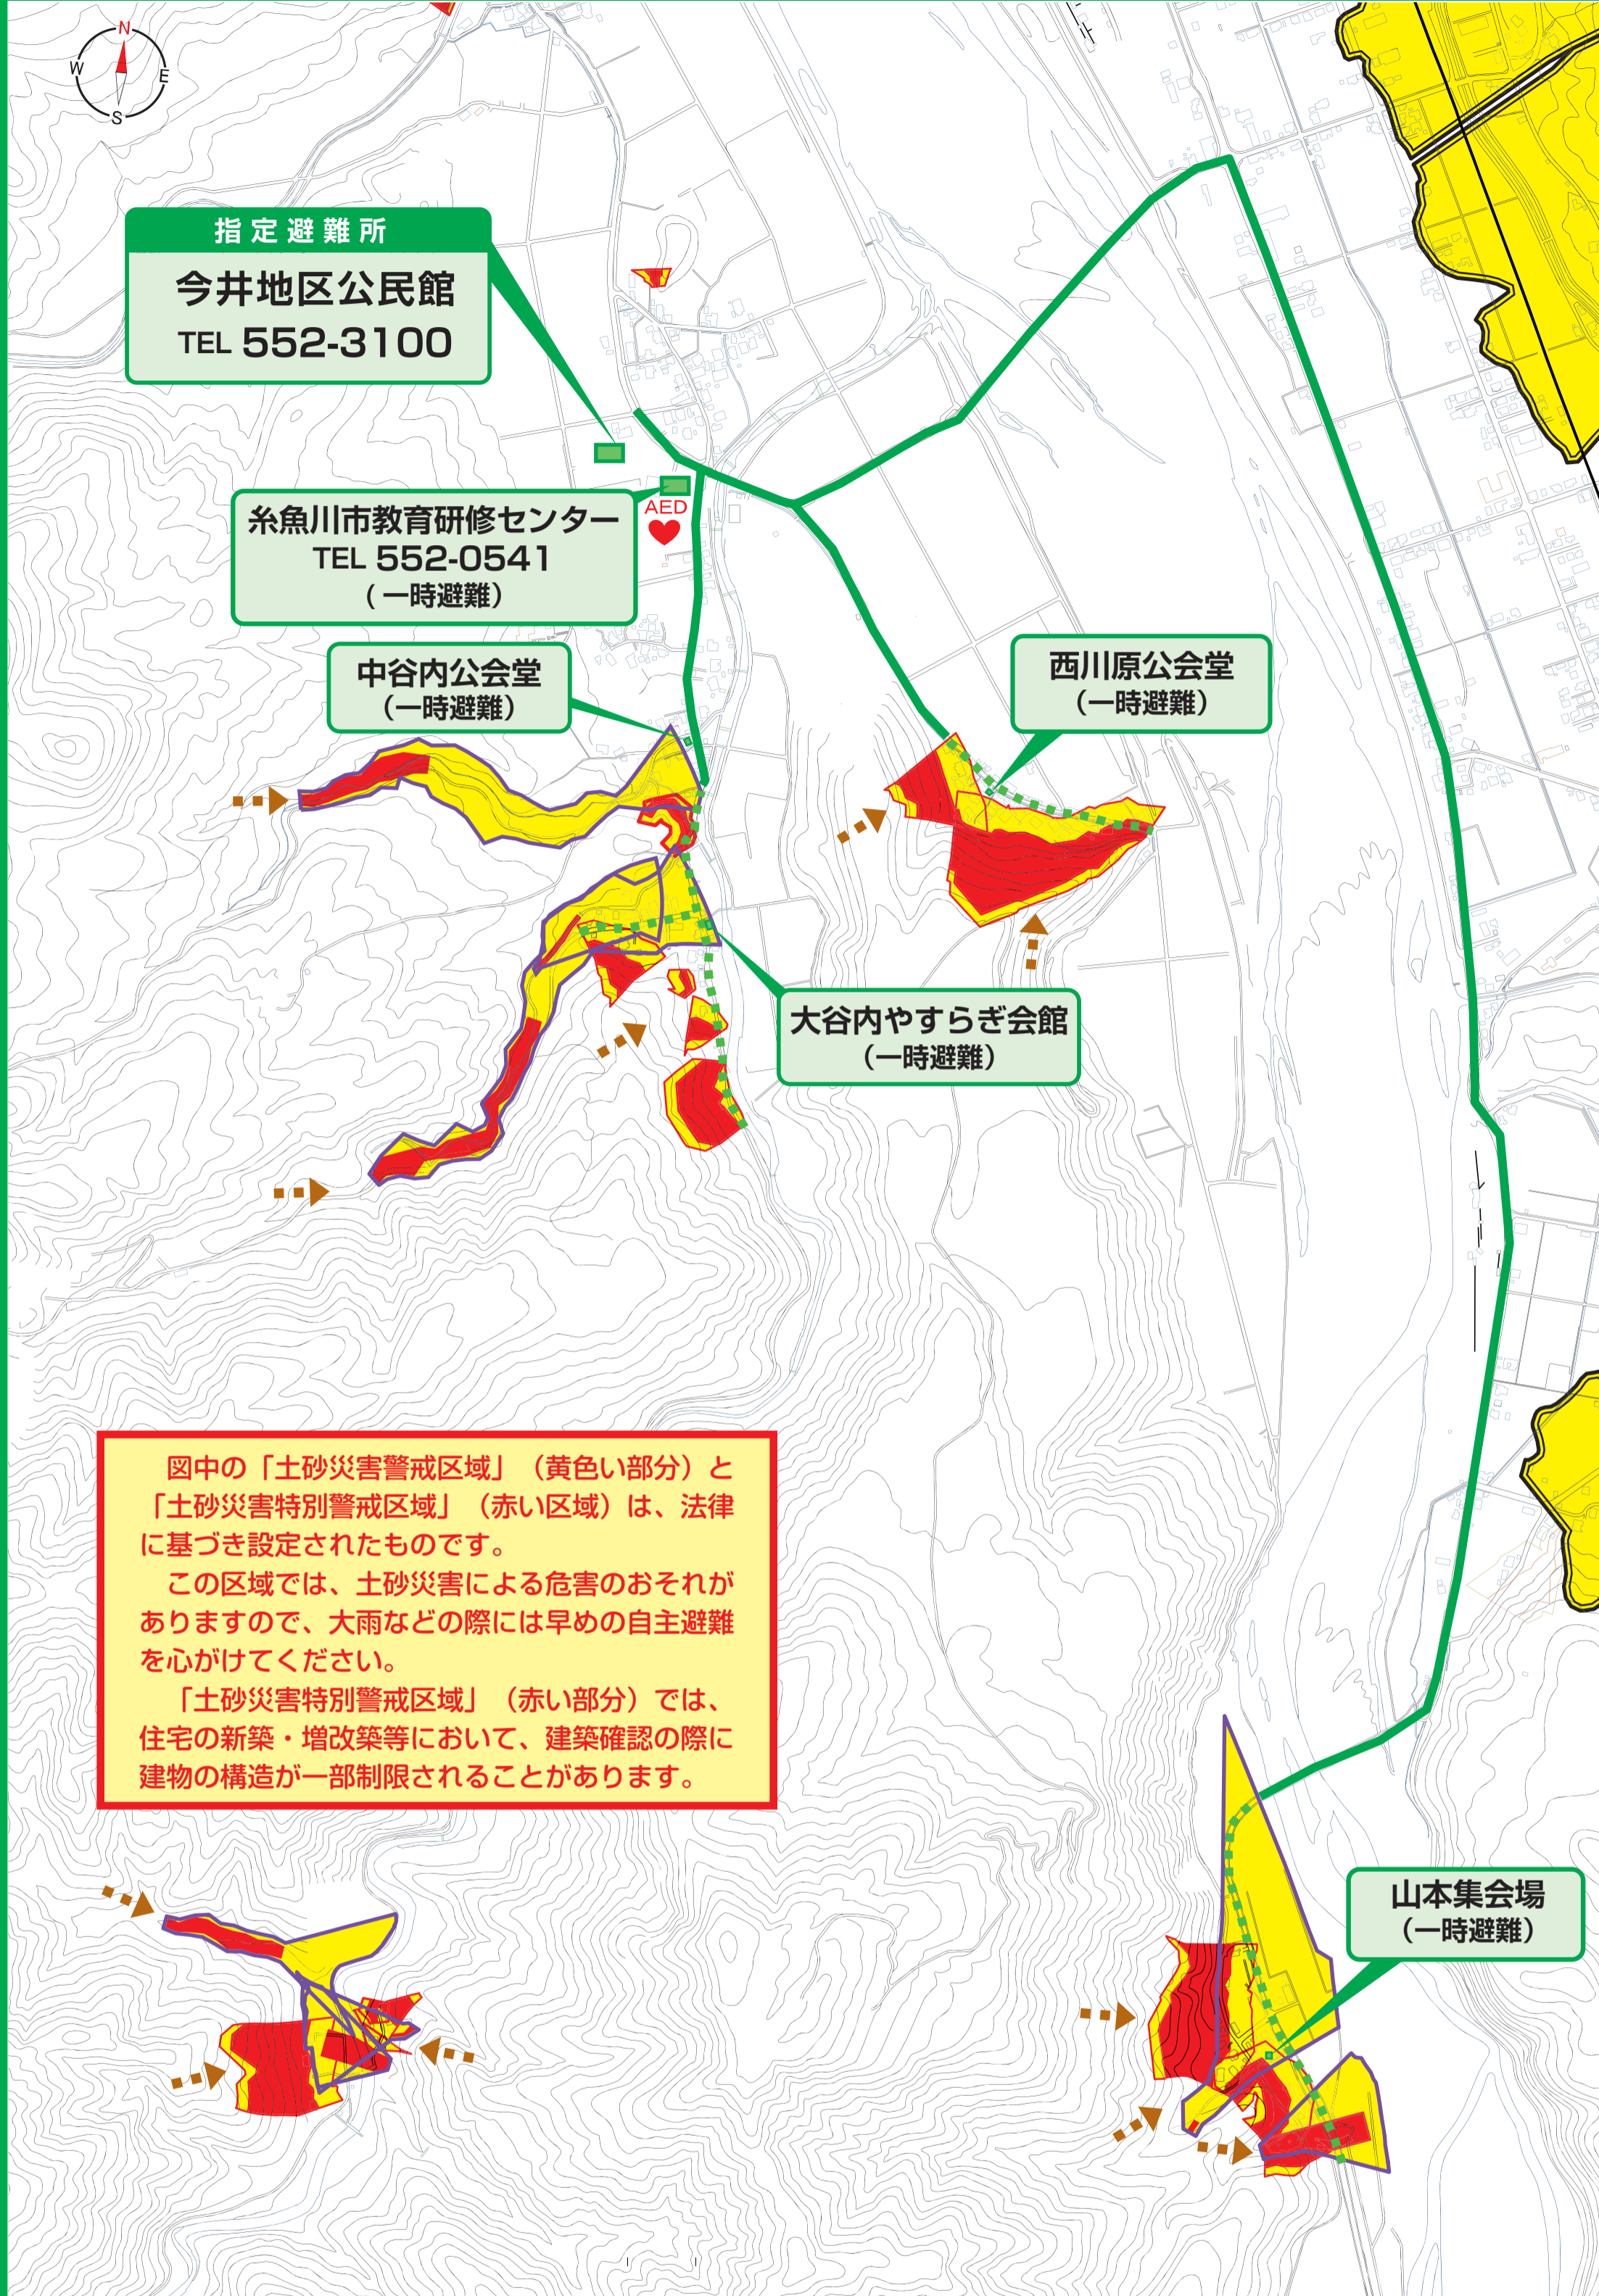 N
W
E
S
指定避難所
今井地区公民館
TEL 552-3100
糸魚川市教育研修センター
TEL 552-0541
(一時避難)
AED
中谷内公会堂
(一時避難)
西川原公会堂
(一時避難)
大谷内やすらぎ会館
(一時避難)
図中の「土砂災害警戒区域」(黄色い部分)と
「土砂災害特別警戒区域」(赤い区域)は、法律
に基づき設定されたものです。
この区域では、土砂災害による危害のおそれが
ありますので、大雨などの際には早めの自主避難
を心がけてください。
「土砂災害特別警戒区域」(赤い部分)では、
住宅の新築・増改築等において、建築確認の際に
建物の構造が一部制限されることがあります。
山本集会場
(一時避難)